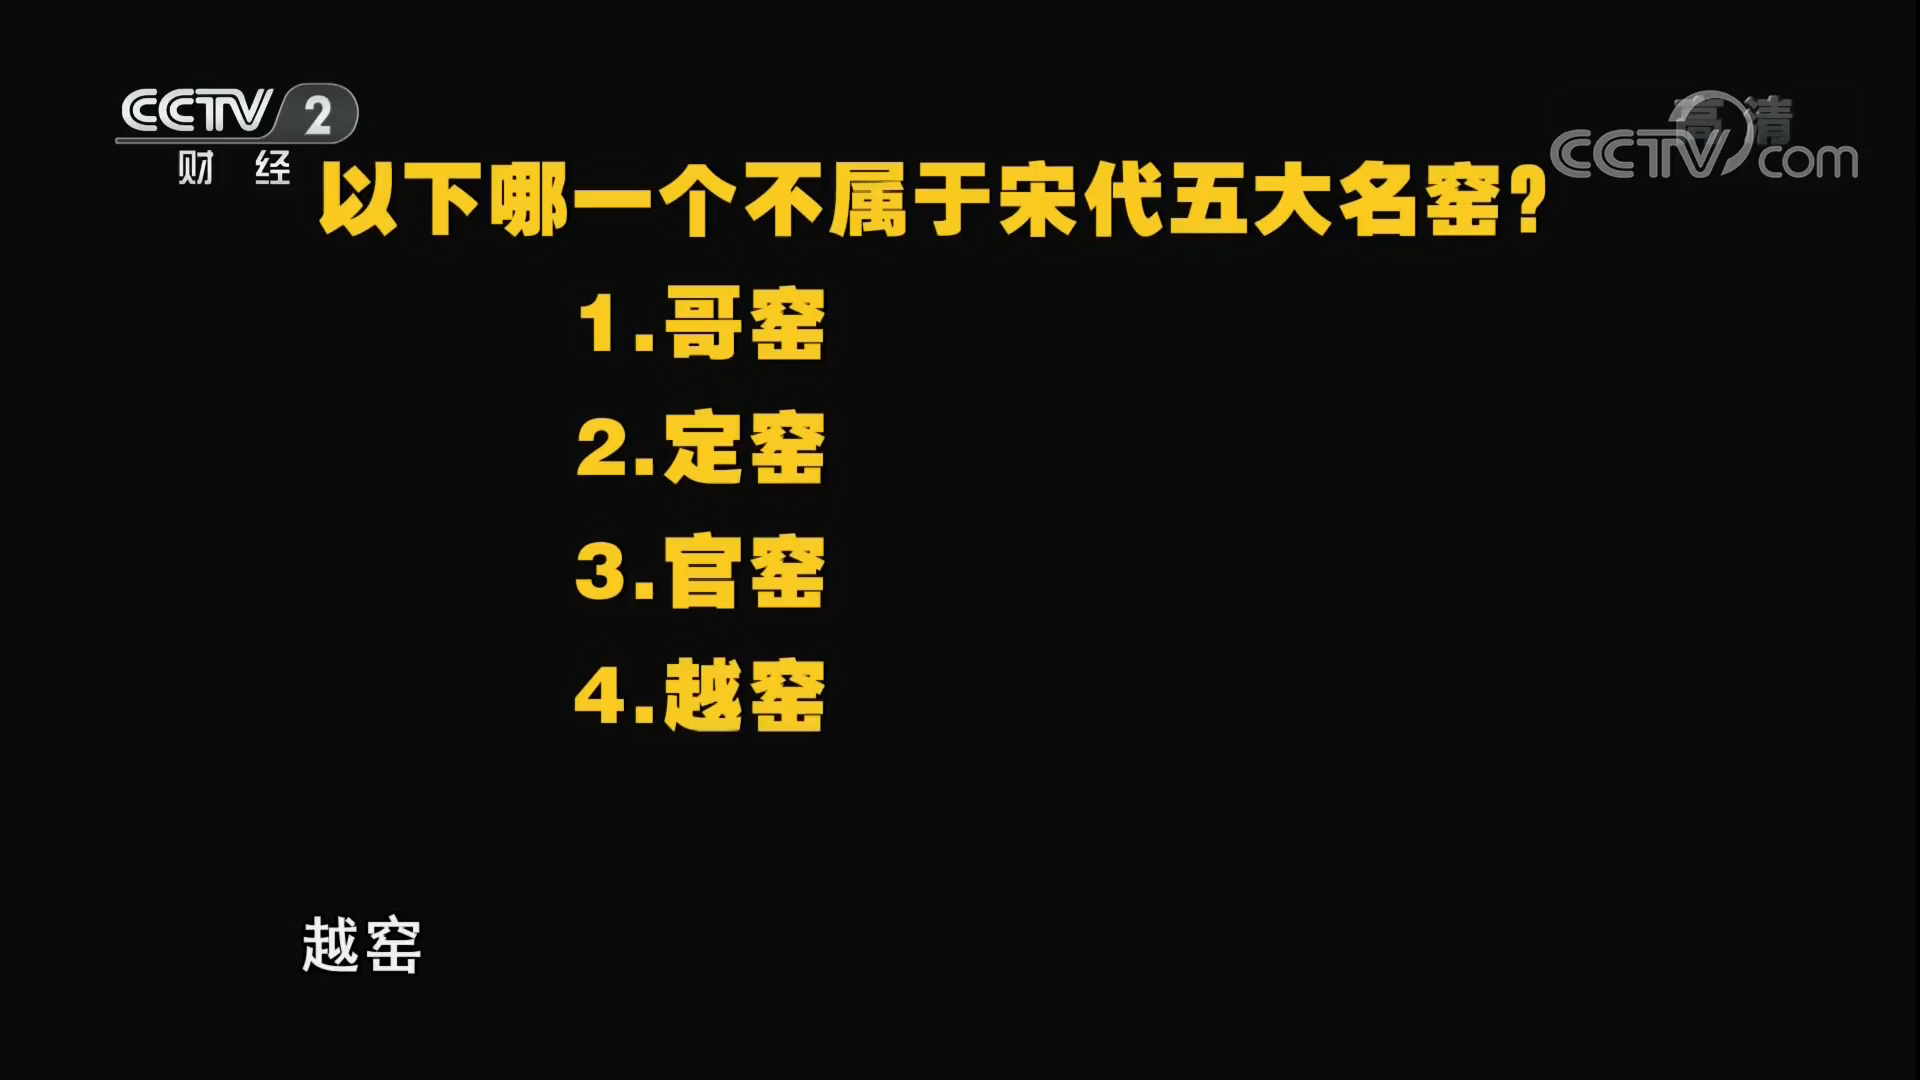 CCTV 2
财 经
高清
CCTV com
以下哪一个不属于宋代五大名窑?
1.哥窑
2.定窑
3.官窑
4.越窑
越窑